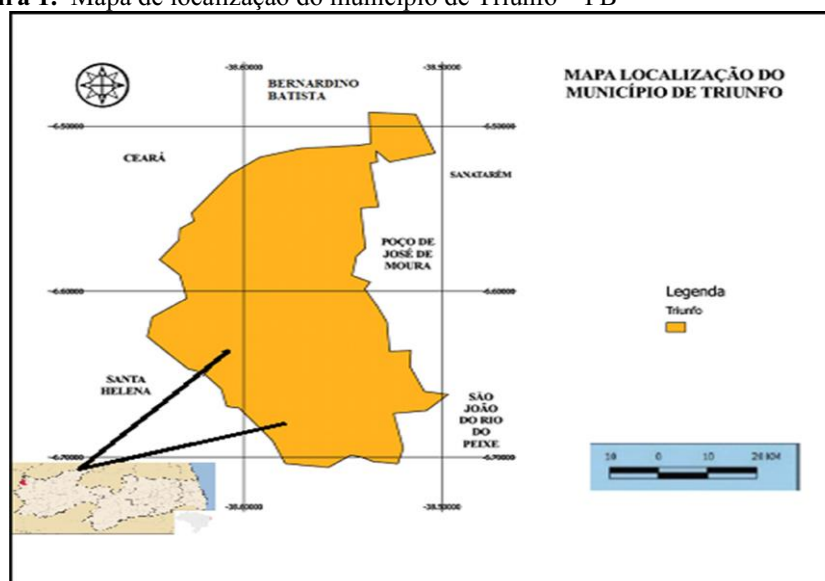 Mapa de localização do município de Triunfo – PB
MAPA LOCALIZAÇÃO DO
MUNICÍPIO DE TRIUNFO
-38.60000
-38.50000
BERNARDINO
BATISTA
-6.50000
-6.50000
CEARÁ
SANATARÉM
POÇO DE
JOSÉ DE
MOURA
-6.60000
-6.60000
Legenda
Triunfo
SANTA
HELENA
SÃO
JOÃO
DO RIO
DO
PEIXE
-6.70000
-6.70000
10 0 10 20 KM
-38.60000
-38.50000